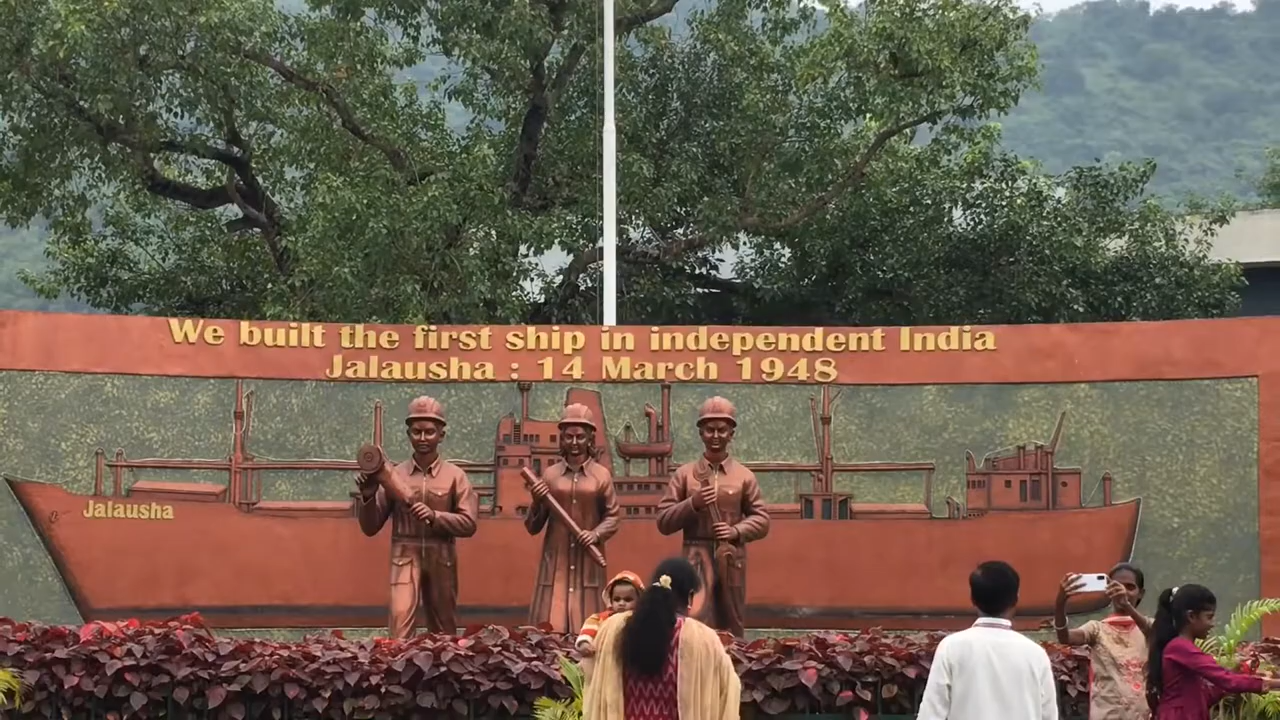 We built the first ship in independent India
Jalausha : 14 March 1948
Jalausha